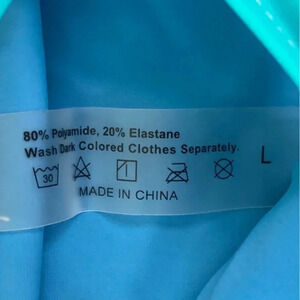 80% Polyamide, 20% Elastane
Wash Dark Colored Clothes Separately.
30
L
MADE IN CHINA